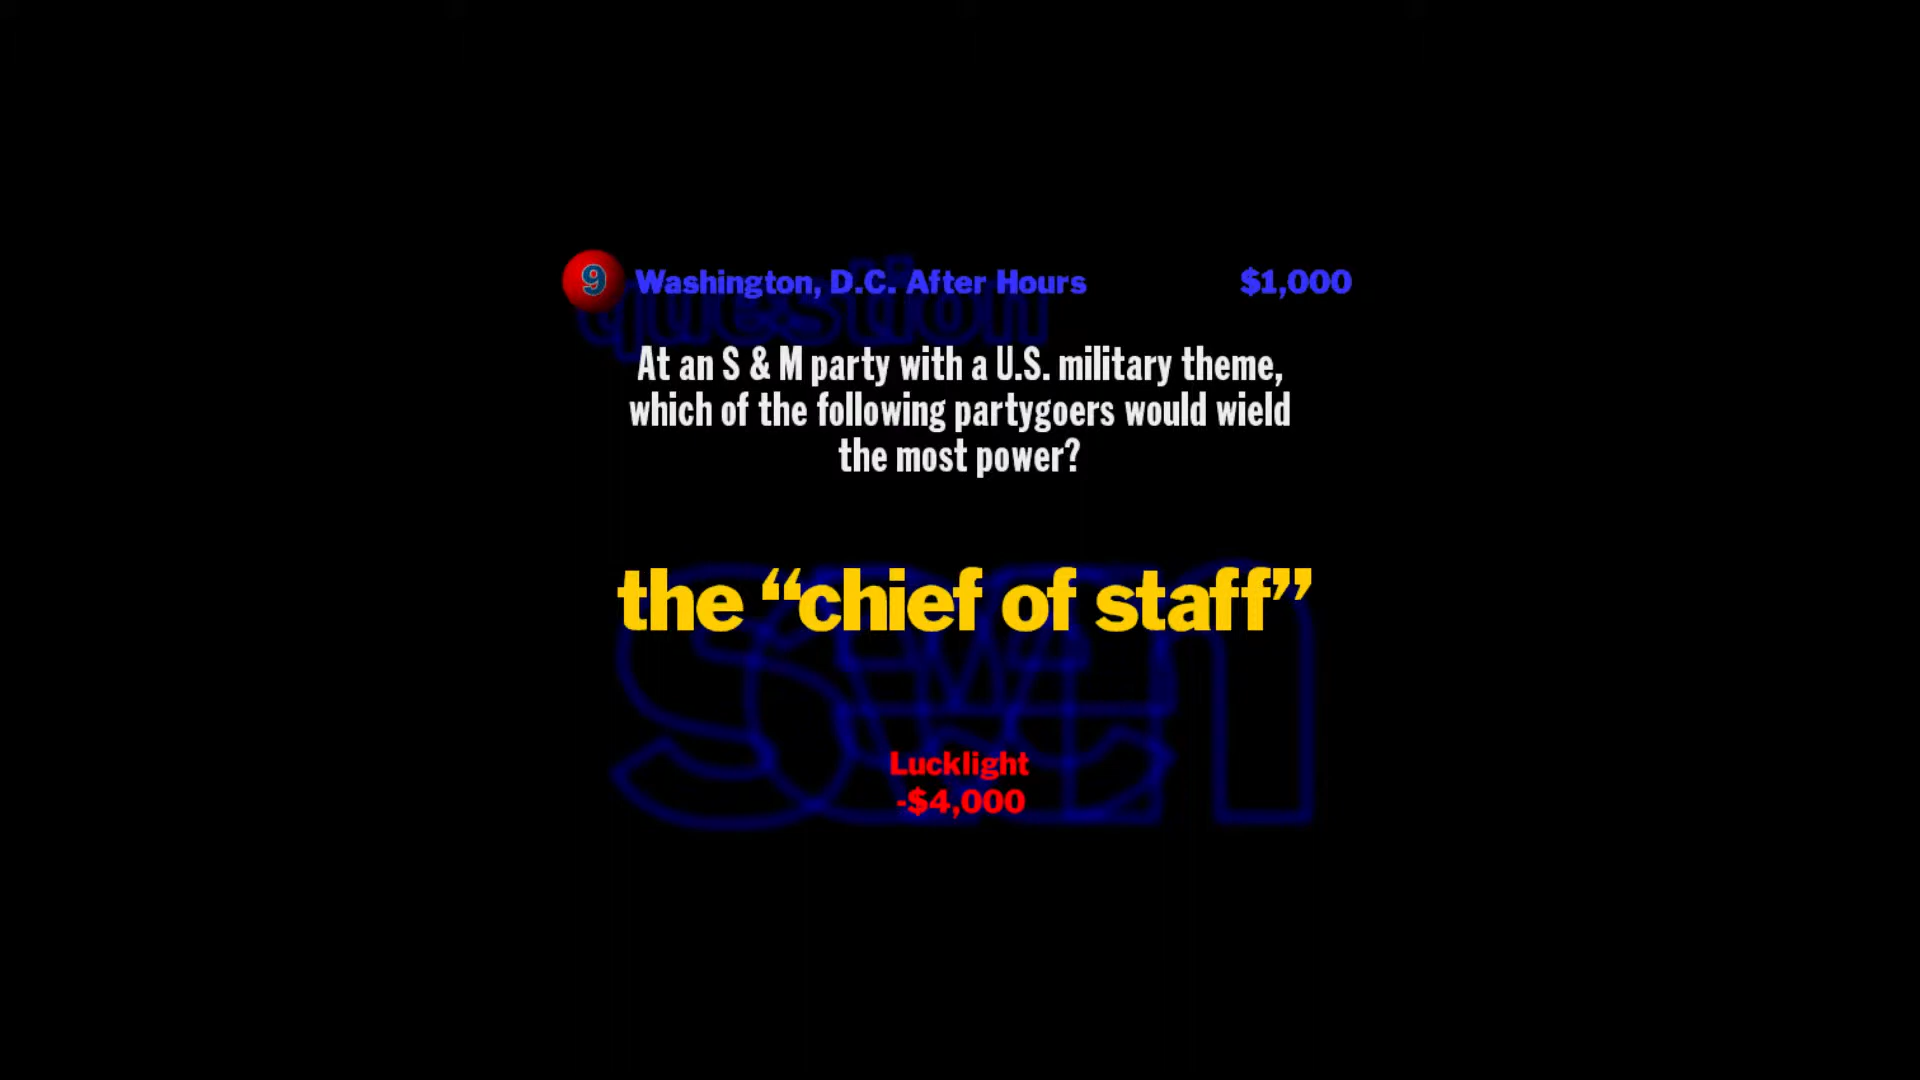 9 Washington, D.C. After Hours $1,000
question
At an S & M party with a U.S. military theme,
which of the following partygoers would wield
the most power?
the “chief of staff”
Lucklight
-$4,000